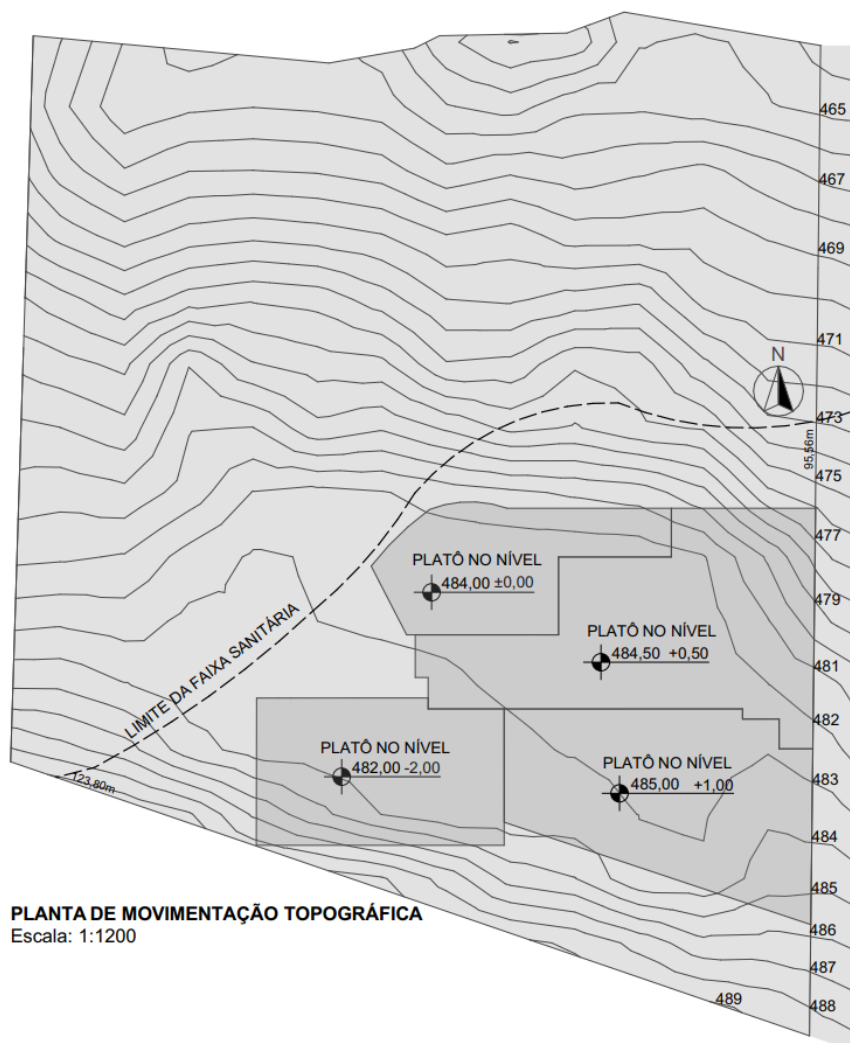 465
467
469
471
N
473
95,56m
475
477
PLATÔ NO NÍVEL
484,00 ±0,00
479
PLATÔ NO NÍVEL
484,50 +0,50
481
LIMITE DA FAIXA SANITÁRIA
482
PLATÔ NO NÍVEL
482,00 -2,00
PLATÔ NO NÍVEL
485,00 +1,00
483
123,80m
484
485
PLANTA DE MOVIMENTAÇÃO TOPOGRÁFICA
Escala: 1:1200
486
487
489
488